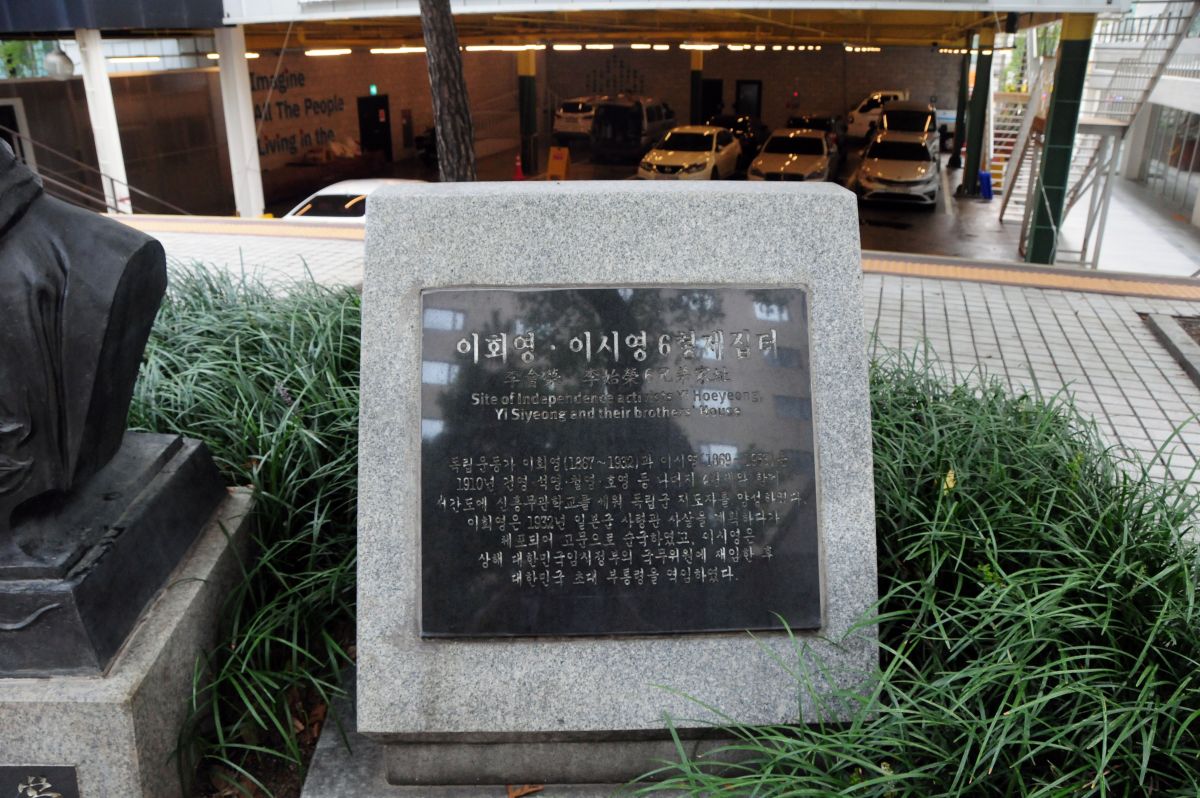 Imagine
All The People
Living in the
이회영 · 이시영 6형제 집터
李會榮 · 李始榮 6兄弟 家址
Site of Independence activists Yi Hoeyeong,
Yi Siyeong and their brothers' House
독립운동가 이회영(1867~1932)과 이시영(1869~1953)은
1910년 건영·석영·철영·호영 등 나머지 4형제와 함께
서간도에 신흥무관학교를 세워 독립군 지도자를 양성하였다.
이회영은 1932년 일본군 사령관 사살을 계획하다가
체포되어 고문으로 순국하였고, 이시영은
상해 대한민국임시정부의 국무위원에 재임한 후
대한민국 초대 부통령을 역임하였다.